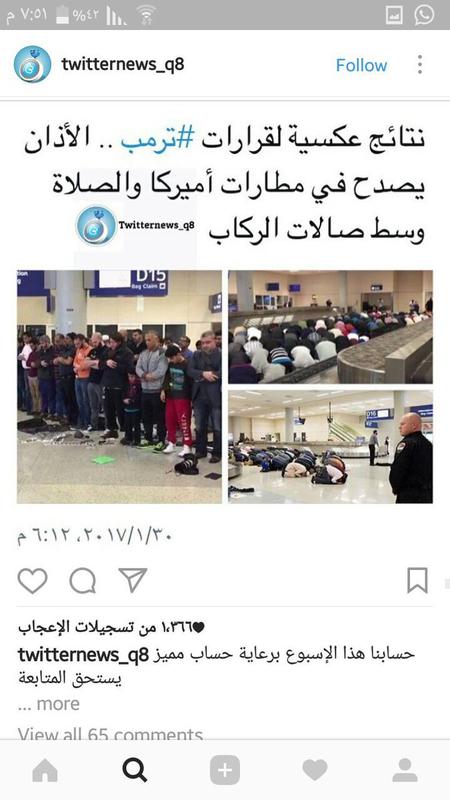 ٧:٥١ م
٤٢%
twitternews_q8
Follow
نتائج عكسية لقرارات #ترمب .. الأذان
يصدح في مطارات أميركا والصلاة
وسط صالات الركاب
Twitternews_q8
D15
Bag Claim
D16
٢٠١٧/١/٣٠، ٦:١٢ م
١،٣٦٦ من تسجيلات الإعجاب
twitternews_q8 حسابنا هذا الإسبوع برعاية حساب مميز
يستحق المتابعة
... more
View all 65 comments